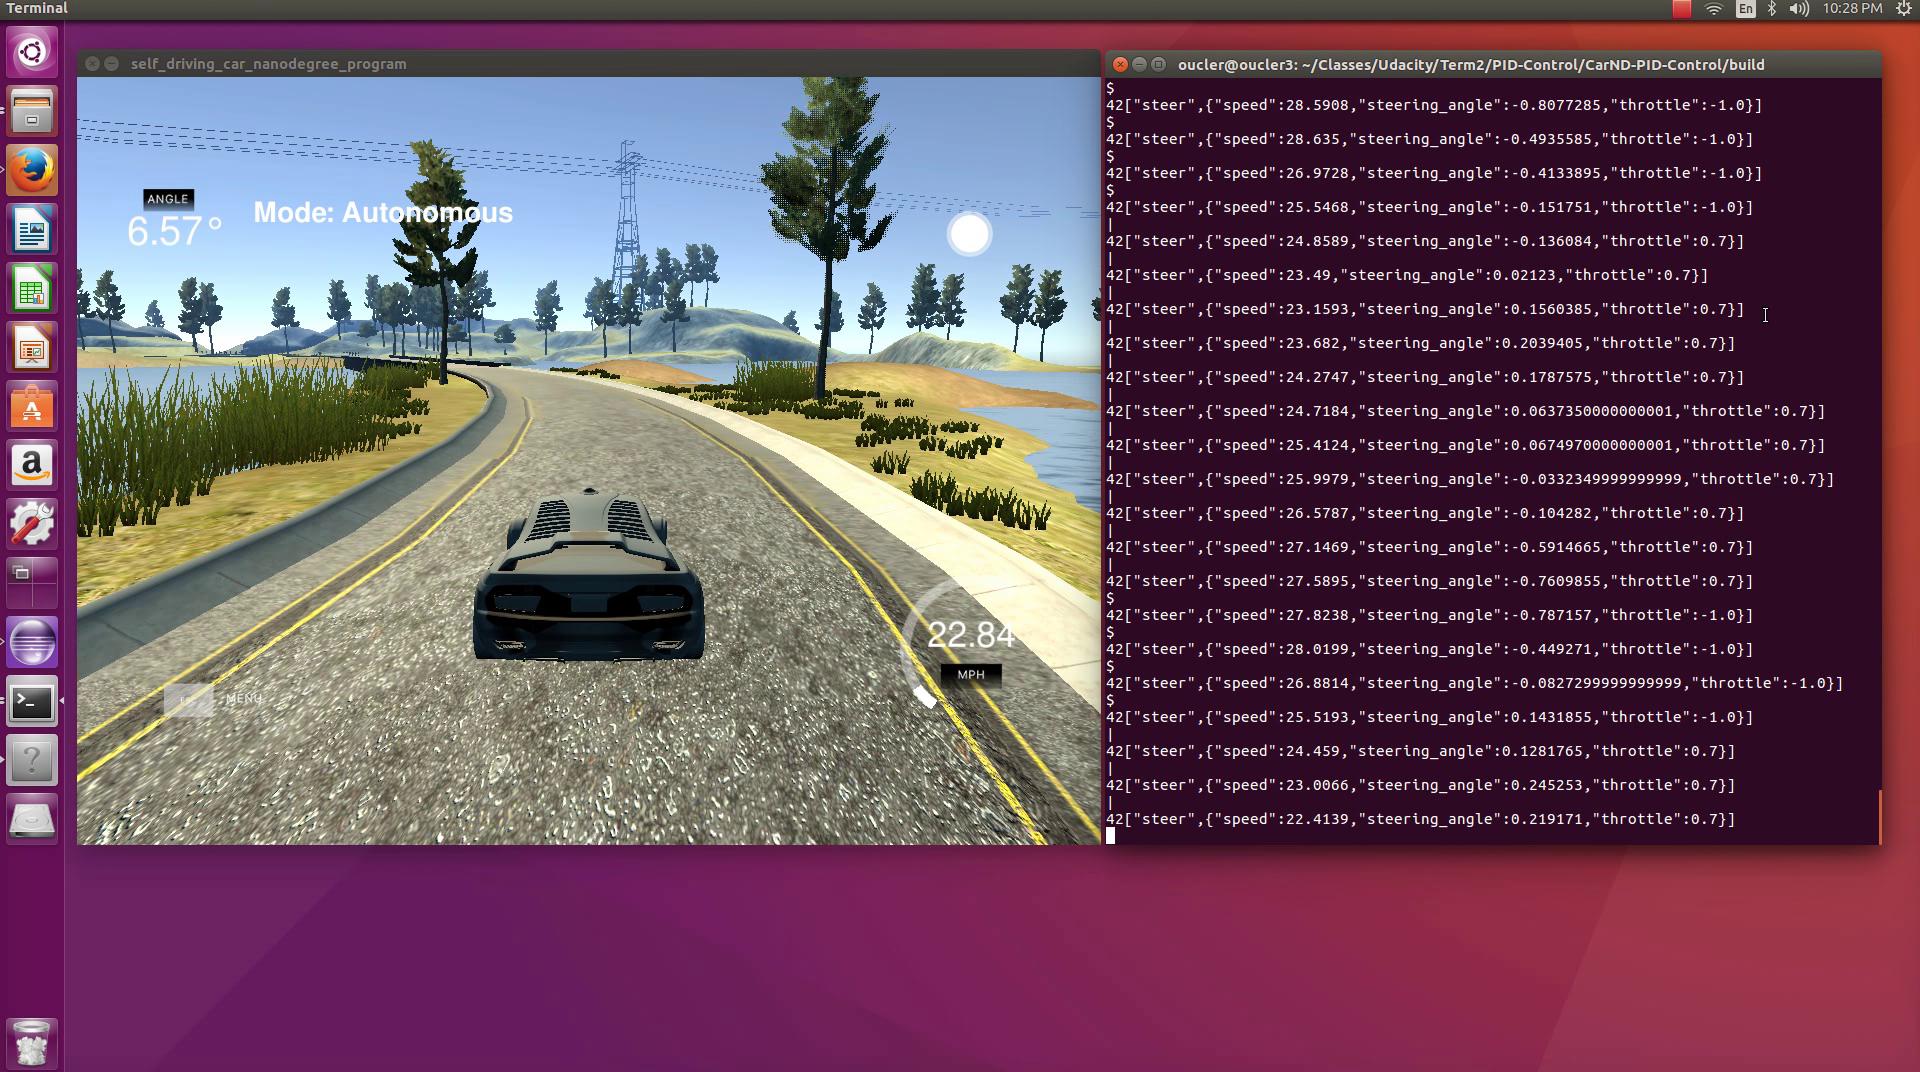 Terminal
En
10:28 PM
self_driving_car_nanodegree_program
ANGLE
6.57°
Mode: Autonomous
22.84
MPH
MENU
a
>_
?
oucler@oucler3: ~/Classes/Udacity/Term2/PID-Control/CarND-PID-Control/build
$
42["steer",{"speed":28.5908,"steering_angle":-0.8077285,"throttle":-1.0}]
$
42["steer",{"speed":28.635,"steering_angle":-0.4935585,"throttle":-1.0}]
$
42["steer",{"speed":26.9728,"steering_angle":-0.4133895,"throttle":-1.0}]
$
42["steer",{"speed":25.5468,"steering_angle":-0.151751,"throttle":-1.0}]
|
42["steer",{"speed":24.8589,"steering_angle":-0.136084,"throttle":0.7}]
|
42["steer",{"speed":23.49,"steering_angle":0.02123,"throttle":0.7}]
|
42["steer",{"speed":23.1593,"steering_angle":0.1560385,"throttle":0.7}]
|
42["steer",{"speed":23.682,"steering_angle":0.2039405,"throttle":0.7}]
|
42["steer",{"speed":24.2747,"steering_angle":0.1787575,"throttle":0.7}]
|
42["steer",{"speed":24.7184,"steering_angle":0.0637350000000001,"throttle":0.7}]
|
42["steer",{"speed":25.4124,"steering_angle":0.0674970000000001,"throttle":0.7}]
|
42["steer",{"speed":25.9979,"steering_angle":-0.0332349999999999,"throttle":0.7}]
|
42["steer",{"speed":26.5787,"steering_angle":-0.104282,"throttle":0.7}]
|
42["steer",{"speed":27.1469,"steering_angle":-0.5914665,"throttle":0.7}]
|
42["steer",{"speed":27.5895,"steering_angle":-0.7609855,"throttle":0.7}]
$
42["steer",{"speed":27.8238,"steering_angle":-0.787157,"throttle":-1.0}]
$
42["steer",{"speed":28.0199,"steering_angle":-0.449271,"throttle":-1.0}]
$
42["steer",{"speed":26.8814,"steering_angle":-0.0827299999999999,"throttle":-1.0}]
$
42["steer",{"speed":25.5193,"steering_angle":0.1431855,"throttle":-1.0}]
|
42["steer",{"speed":24.459,"steering_angle":0.1281765,"throttle":0.7}]
|
42["steer",{"speed":23.0066,"steering_angle":0.245253,"throttle":0.7}]
|
42["steer",{"speed":22.4139,"steering_angle":0.219171,"throttle":0.7}]